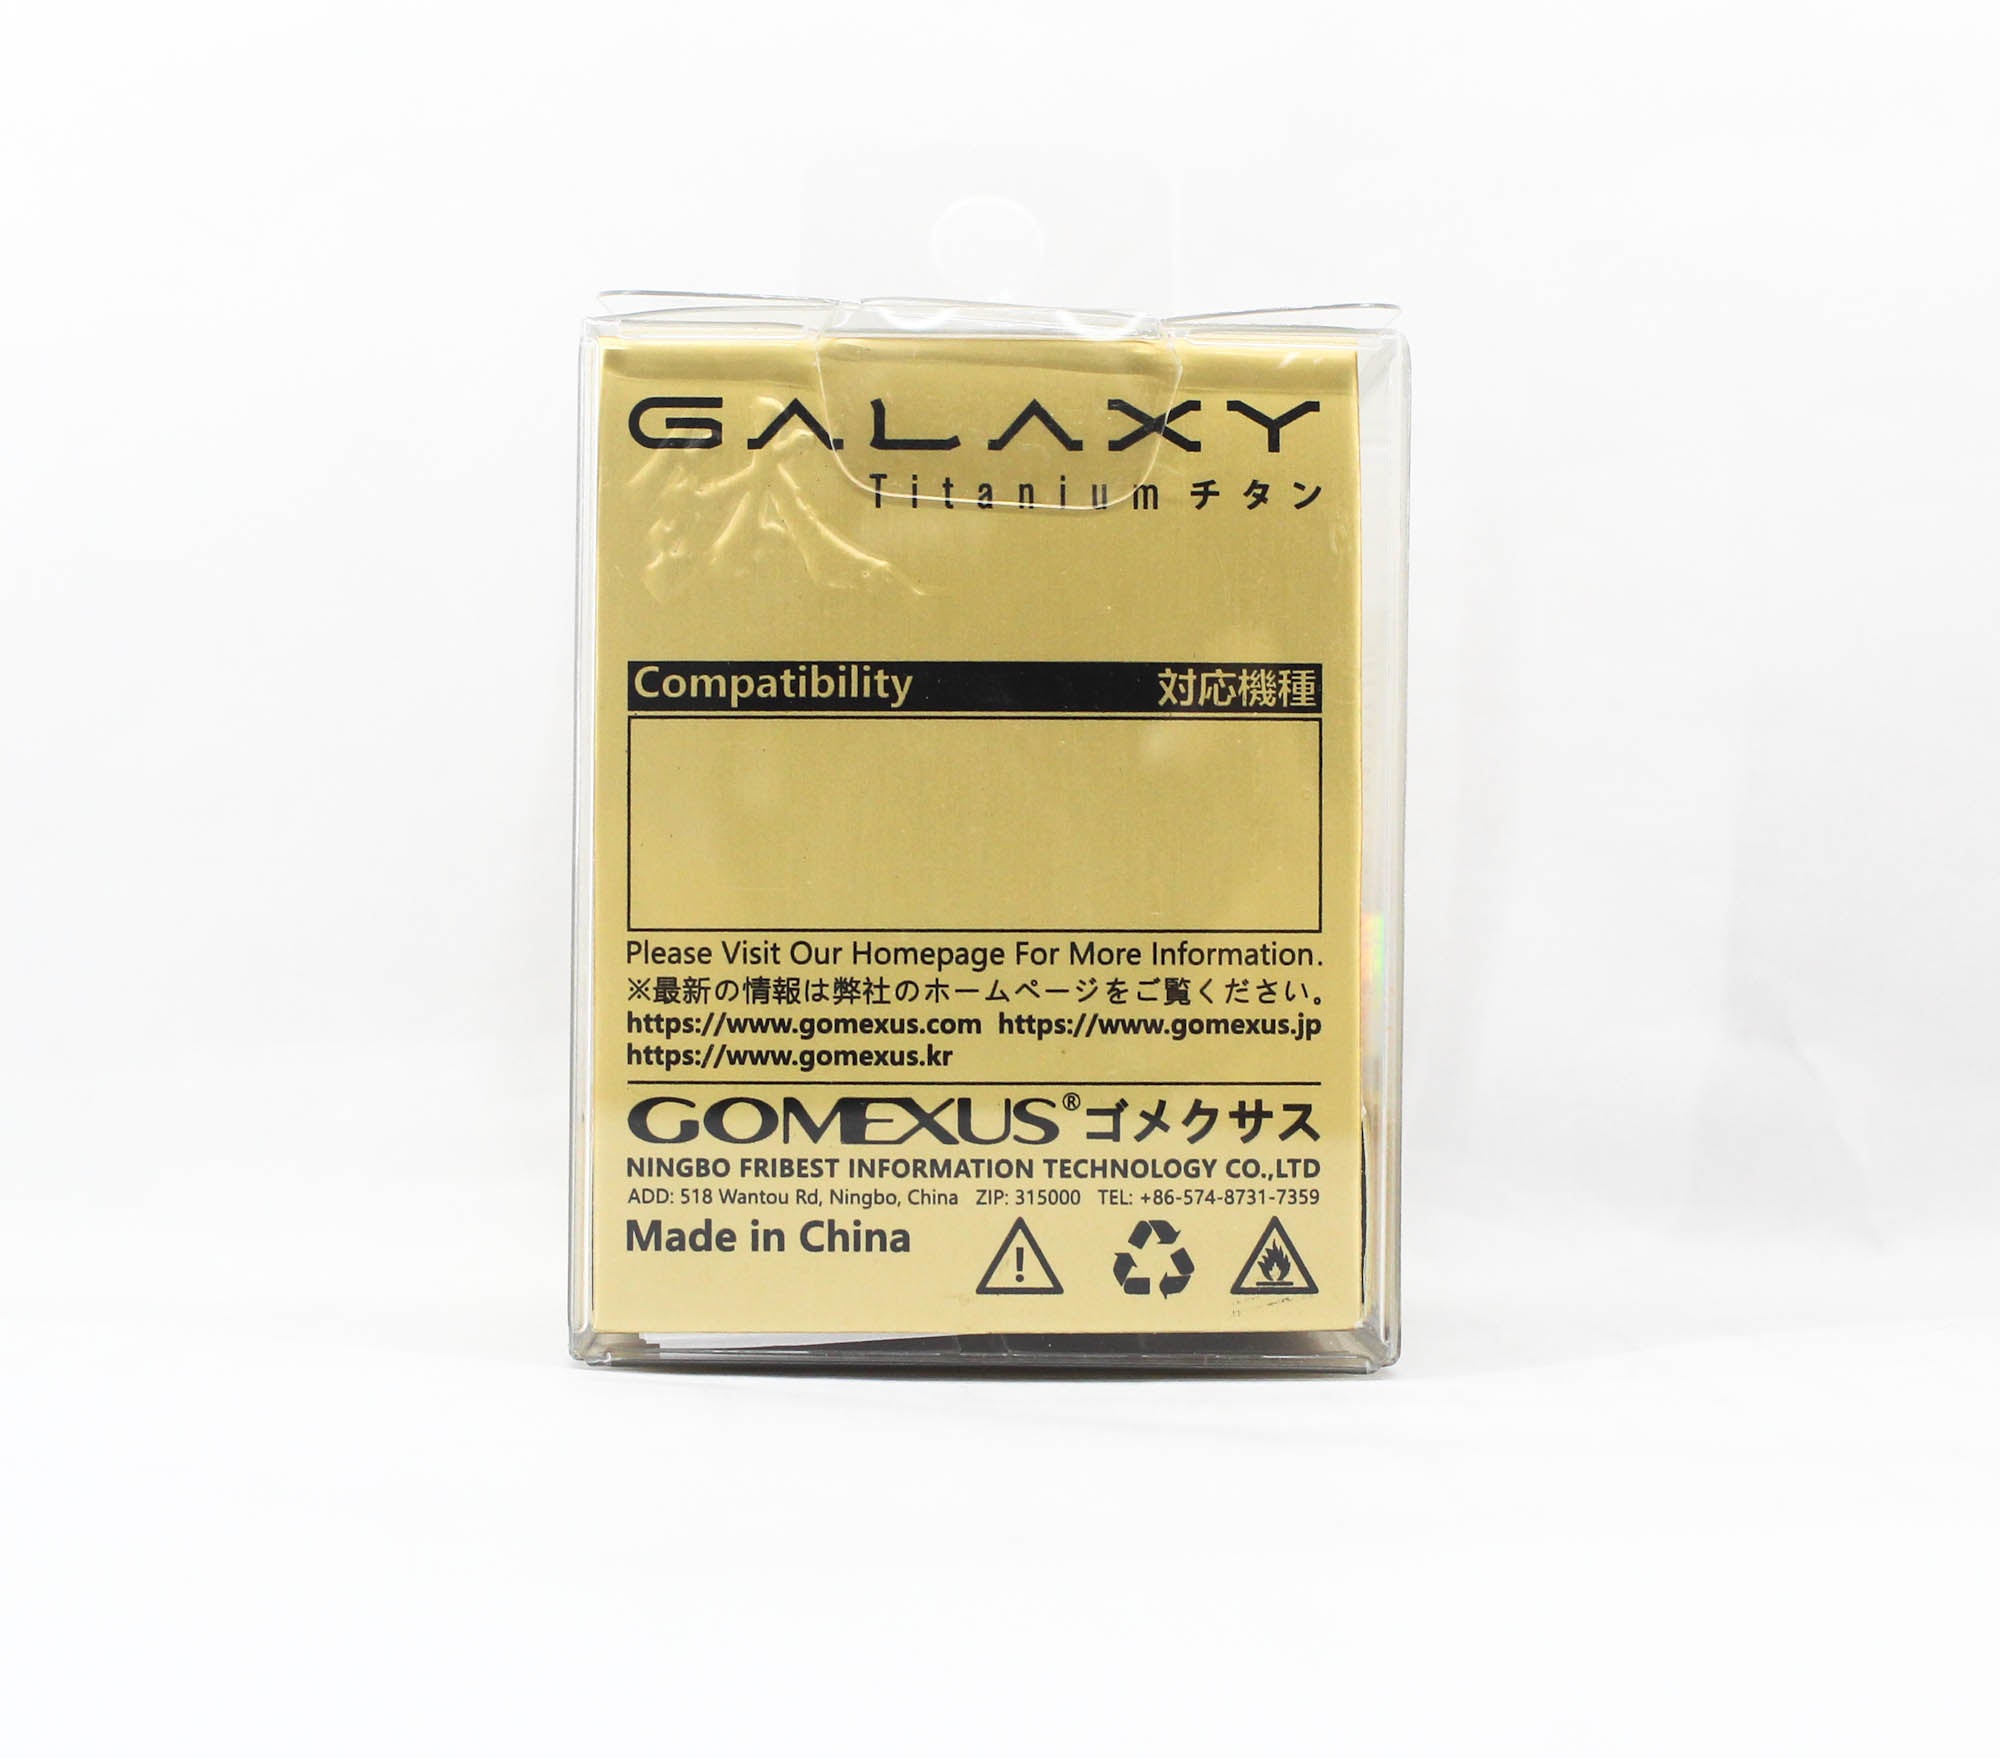 GALAXY
Titanium チタン
Compatibility 対応機種
Please Visit Our Homepage For More Information.
※最新の情報は弊社のホームページをご覧ください。
https://www.gomexus.com https://www.gomexus.jp
https://www.gomexus.kr
GOMEXUS® ゴメクサス
NINGBO FRIBEST INFORMATION TECHNOLOGY CO.,LTD
ADD: 518 Wantou Rd, Ningbo, China ZIP: 315000 TEL: +86-574-8731-7359
Made in China